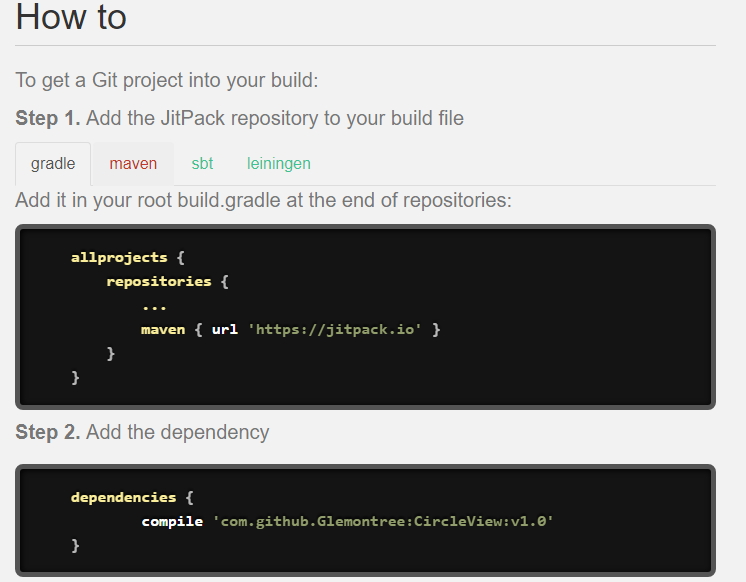 How to
To get a Git project into your build:
Step 1. Add the JitPack repository to your build file
gradle maven sbt leiningen
Add it in your root build.gradle at the end of repositories:
allprojects {
repositories {
...
maven { url 'https://jitpack.io' }
}
}
Step 2. Add the dependency
dependencies {
compile 'com.github.Glemontree:CircleView:v1.0'
}